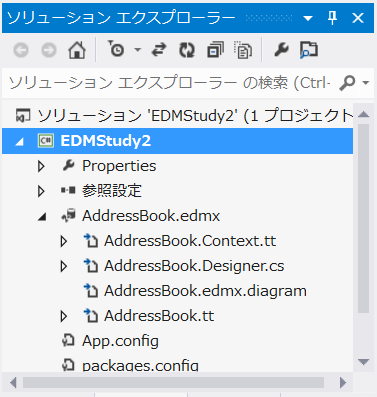 ソリューション エクスプローラー
ソリューション エクスプローラー の検索 (Ctrl-
ソリューション 'EDMStudy2' (1 プロジェクト
C#
EDMStudy2
Properties
参照設定
AddressBook.edmx
AddressBook.Context.tt
AddressBook.Designer.cs
AddressBook.edmx.diagram
AddressBook.tt
App.config
packages.config